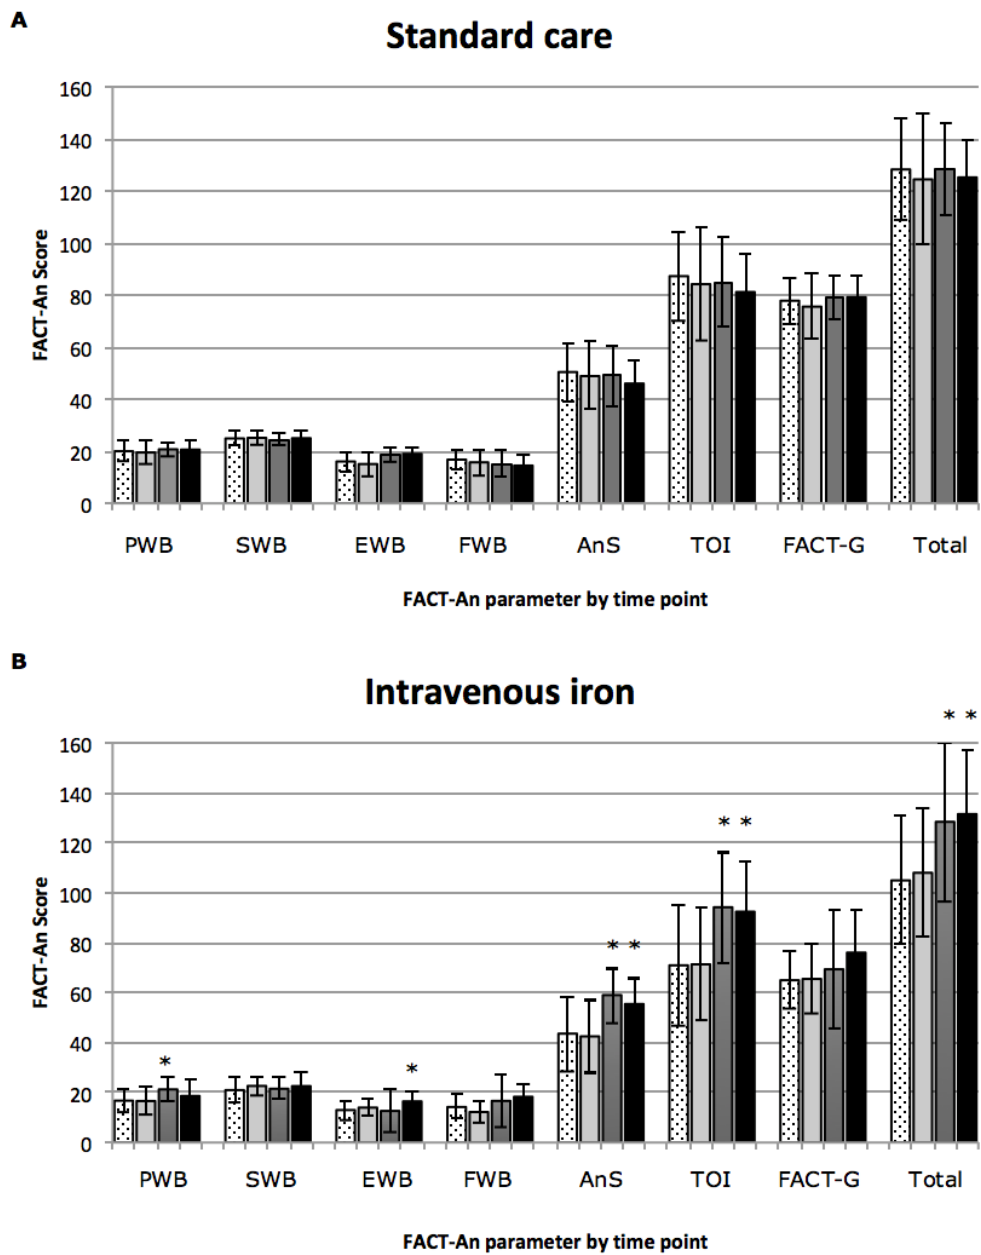 A
Standard care
160
140
120
100
80
60
40
20
0
FACT-An Score
PWB SWB EWB FWB AnS TOI FACT-G Total
FACT-An parameter by time point
B
Intravenous iron
* *
160
140
* *
120
100
* *
80
60
40
* *
20
0
FACT-An Score
PWB SWB EWB FWB AnS TOI FACT-G Total
FACT-An parameter by time point